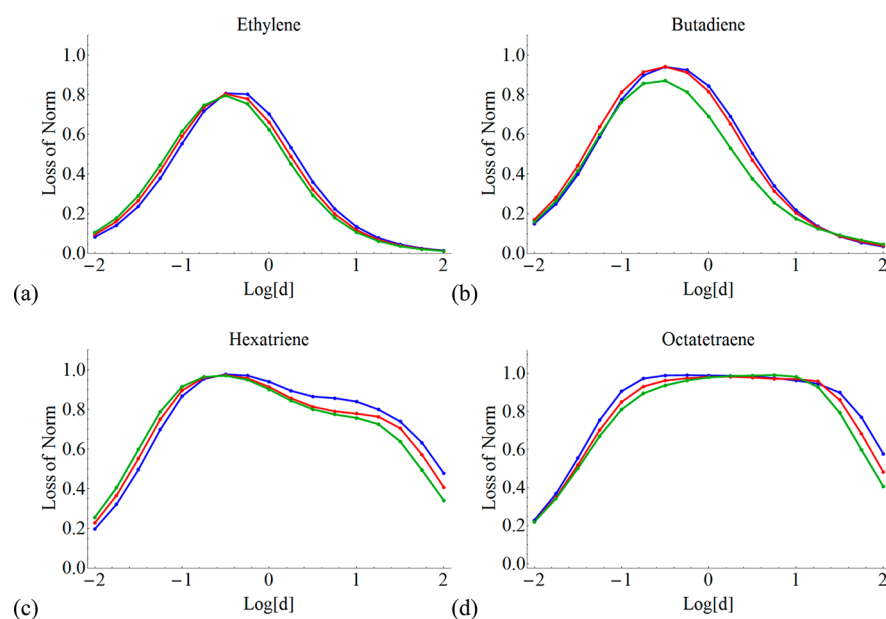 Ethylene
1.0
0.8
0.6
0.4
0.2
0.0
Loss of Norm
−2 −1 0 1 2
Log[d]
(a)
Butadiene
1.0
0.8
0.6
0.4
0.2
0.0
Loss of Norm
−2 −1 0 1 2
Log[d]
(b)
Hexatriene
1.0
0.8
0.6
0.4
0.2
0.0
Loss of Norm
−2 −1 0 1 2
Log[d]
(c)
Octatetraene
1.0
0.8
0.6
0.4
0.2
0.0
Loss of Norm
−2 −1 0 1 2
Log[d]
(d)